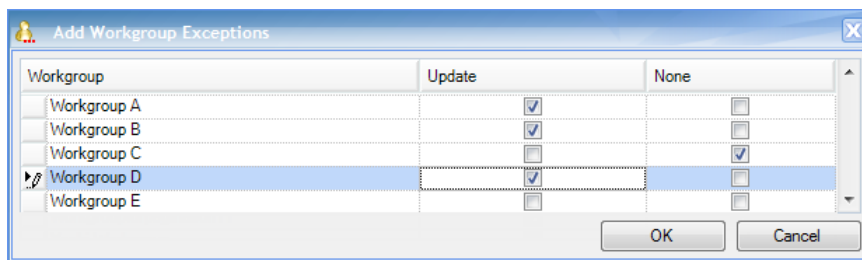 Add Workgroup Exceptions
Workgroup Update None
Workgroup A
Workgroup B
Workgroup C
Workgroup D
Workgroup E
OK Cancel